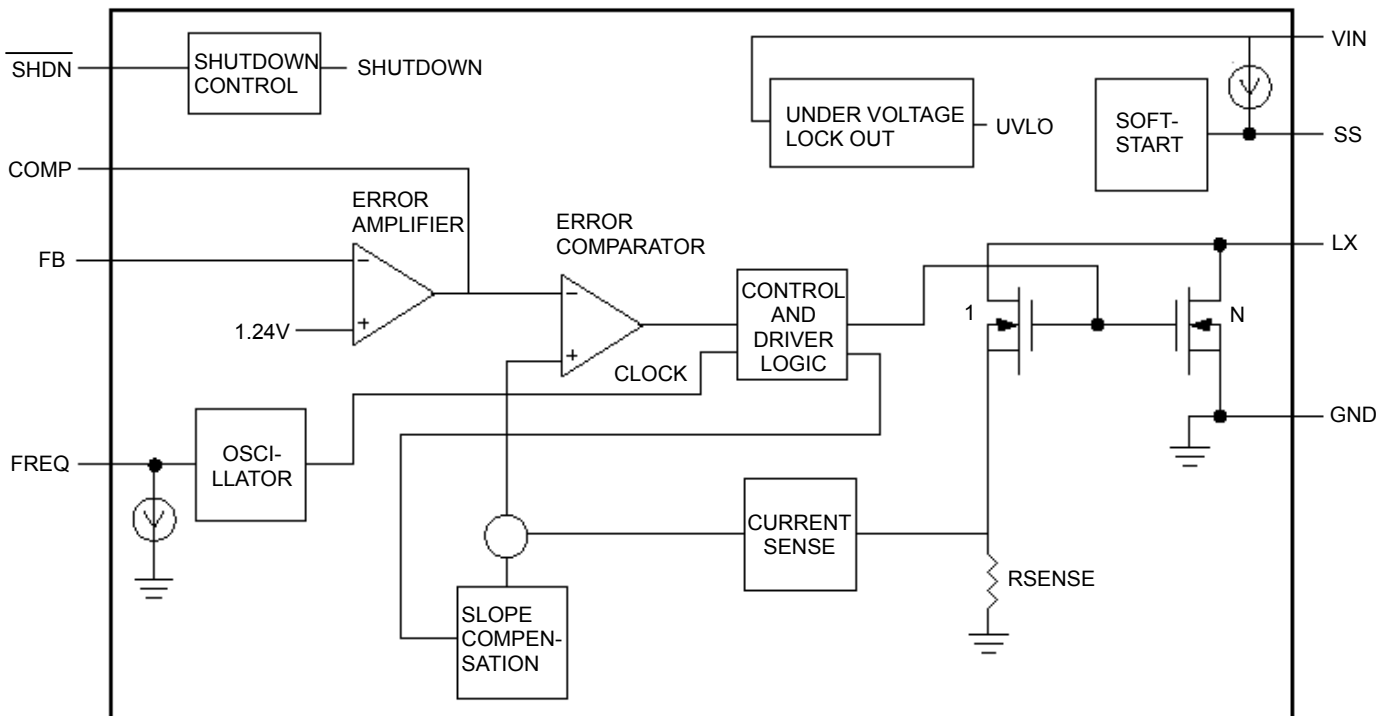 SHDN
SHUTDOWN
CONTROL
SHUTDOWN
VIN
UNDER VOLTAGE
LOCK OUT
UVLO
SOFT-
START
SS
COMP
ERROR
AMPLIFIER
ERROR
COMPARATOR
FB
LX
-
-
CONTROL
AND
DRIVER
LOGIC
1
N
1.24V
+
+
CLOCK
GND
FREQ
OSCI-
LLATOR
CURRENT
SENSE
RSENSE
SLOPE
COMPEN-
SATION